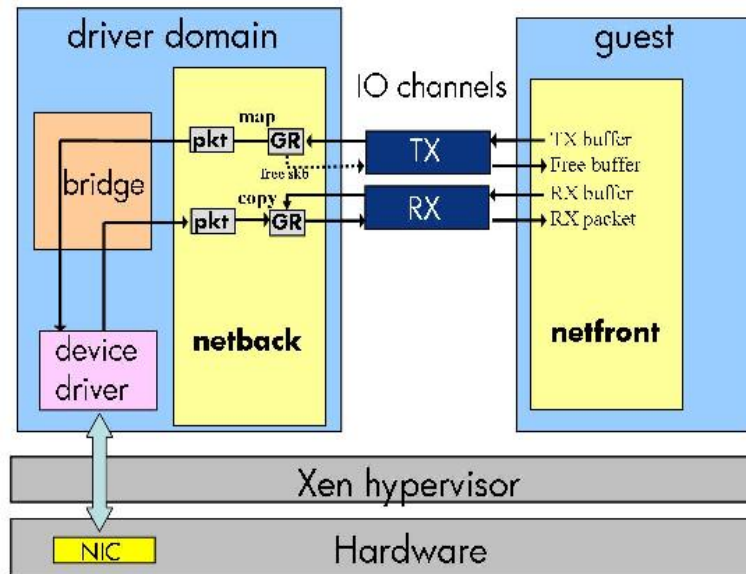 driver domain
guest
IO channels
map
pkt
GR
TX
TX buffer
free skb
Free buffer
bridge
copy
RX
RX buffer
pkt
GR
RX packet
netback
netfront
device
driver
Xen hypervisor
NIC
Hardware